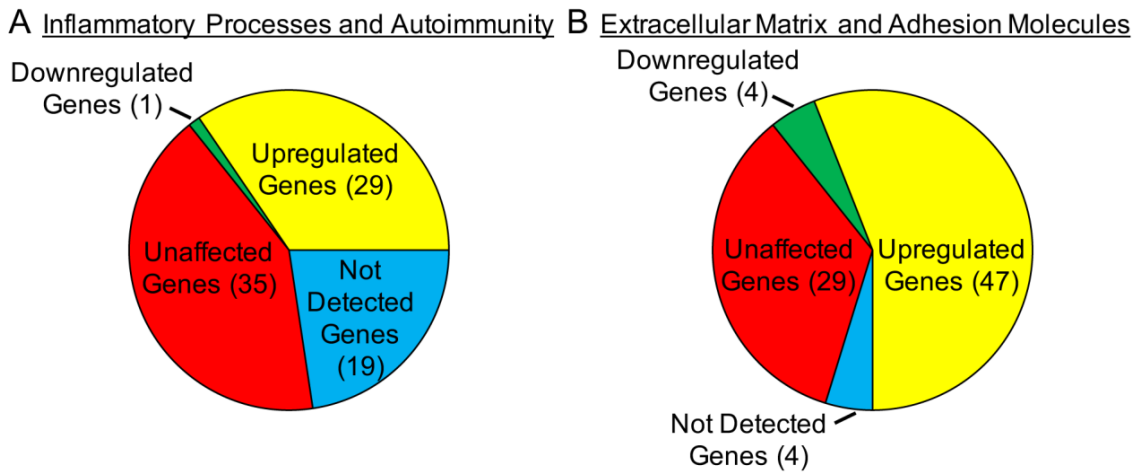 A Inflammatory Processes and Autoimmunity
Downregulated
Genes (1)
Upregulated
Genes (29)
Unaffected
Genes (35)
Not
Detected
Genes
(19)
B Extracellular Matrix and Adhesion Molecules
Downregulated
Genes (4)
Unaffected
Genes (29)
Upregulated
Genes (47)
Not Detected
Genes (4)